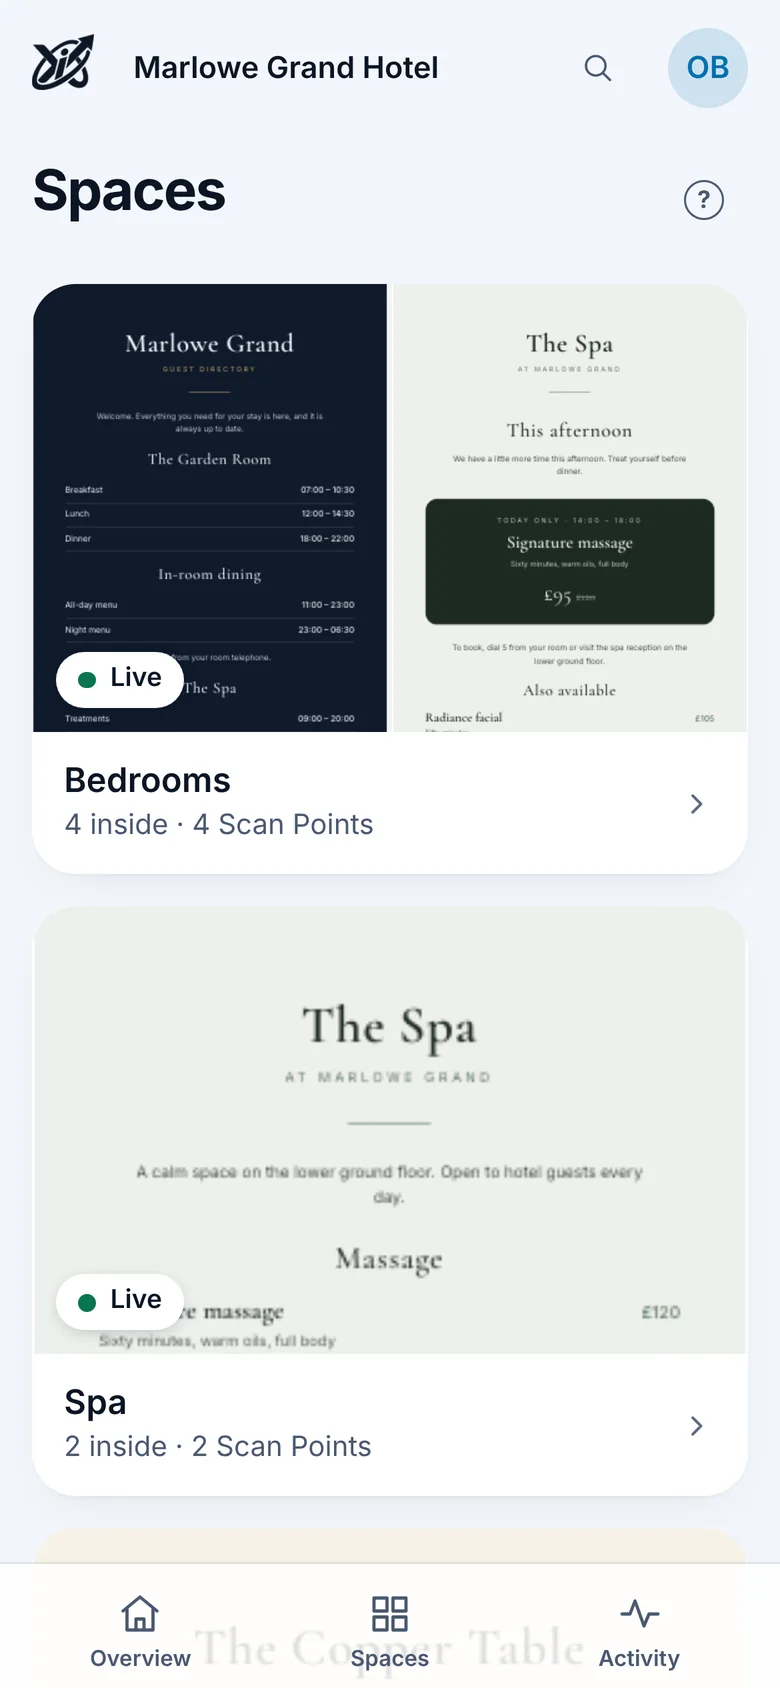 Marlowe Grand Hotel
OB
Spaces
?
Marlowe Grand
GUEST DIRECTORY
Welcome. Everything you need for your stay is here, and it is
always up to date.
The Garden Room
Breakfast 07:00 – 10:30
Lunch 12:00 – 14:30
Dinner 18:00 – 22:00
In-room dining
All-day menu 11:00 – 23:00
Night menu 23:00 – 06:30
from your room telephone.
The Spa
Treatments 09:00 – 20:00
The Spa
AT MARLOWE GRAND
This afternoon
We have a little more time this afternoon. Treat yourself before
dinner.
TODAY ONLY · 14:00 – 18:00
Signature massage
Sixty minutes, warm oils, full body
£95
To book, dial 5 from your room or visit the spa reception on the
lower ground floor.
Also available
Radiance facial £105
Live
Bedrooms
4 inside · 4 Scan Points
The Spa
AT MARLOWE GRAND
A calm space on the lower ground floor. Open to hotel guests every
day.
Massage
massage £120
Sixty minutes, warm oils, full body
Live
Spa
2 inside · 2 Scan Points
The Copper Table
Overview
Spaces
Activity